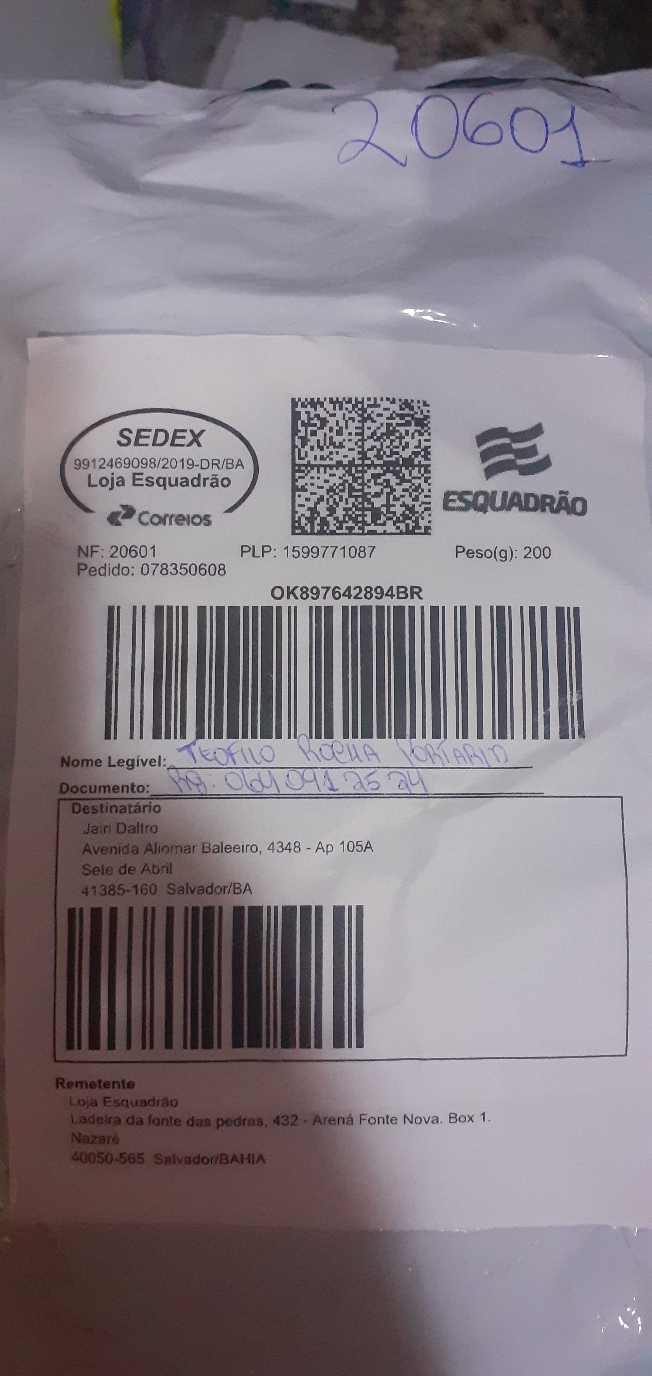 20601
SEDEX
9912469098/2019-DR/BA
Loja Esquadrão
Correios
ESQUADRÃO
NF: 20601 PLP: 1599771087 Peso(g): 200
Pedido: 078350608
OK897642894BR
Nome Legível: TEOFILO ROCHA PORTARIO
Documento: RG: 064 091 25 24
Destinatário
Jairi Daltro
Avenida Aliomar Baleeiro, 4348 - Ap 105A
Sete de Abril
41385-160 Salvador/BA
Remetente
Loja Esquadrão
Ladeira da fonte das pedras, 432 - Arená Fonte Nova. Box 1.
Nazaré
40050-565 Salvador/BAHIA